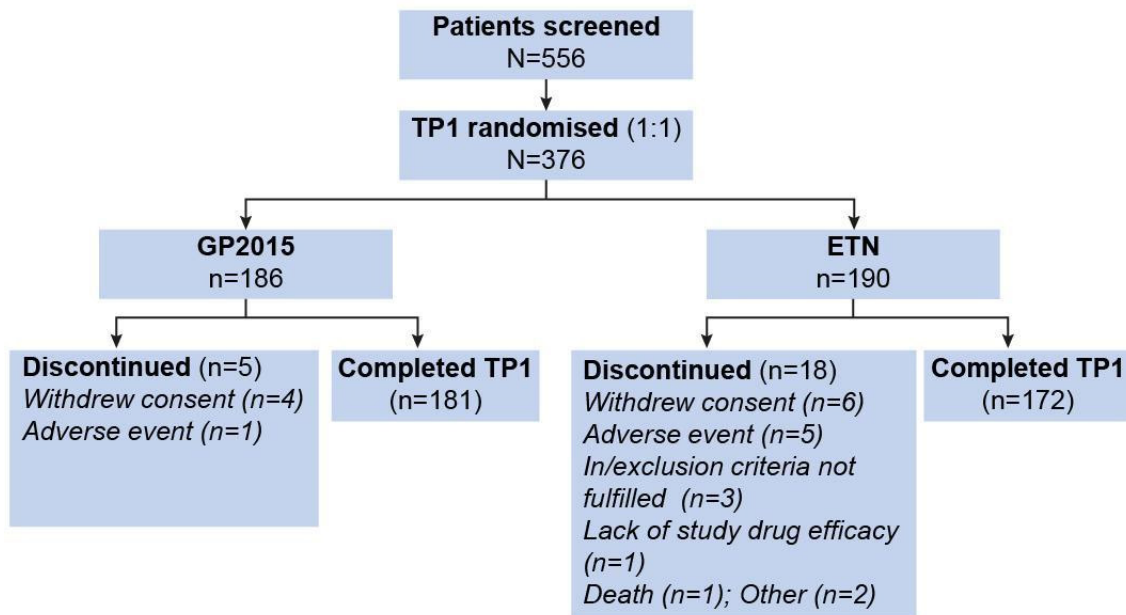 Patients screened
N=556
TP1 randomised (1:1)
N=376
GP2015
n=186
ETN
n=190
Discontinued (n=5)
Withdrew consent (n=4)
Adverse event (n=1)
Completed TP1
(n=181)
Discontinued (n=18)
Withdrew consent (n=6)
Adverse event (n=5)
In/exclusion criteria not
fulfilled (n=3)
Lack of study drug efficacy
(n=1)
Death (n=1); Other (n=2)
Completed TP1
(n=172)